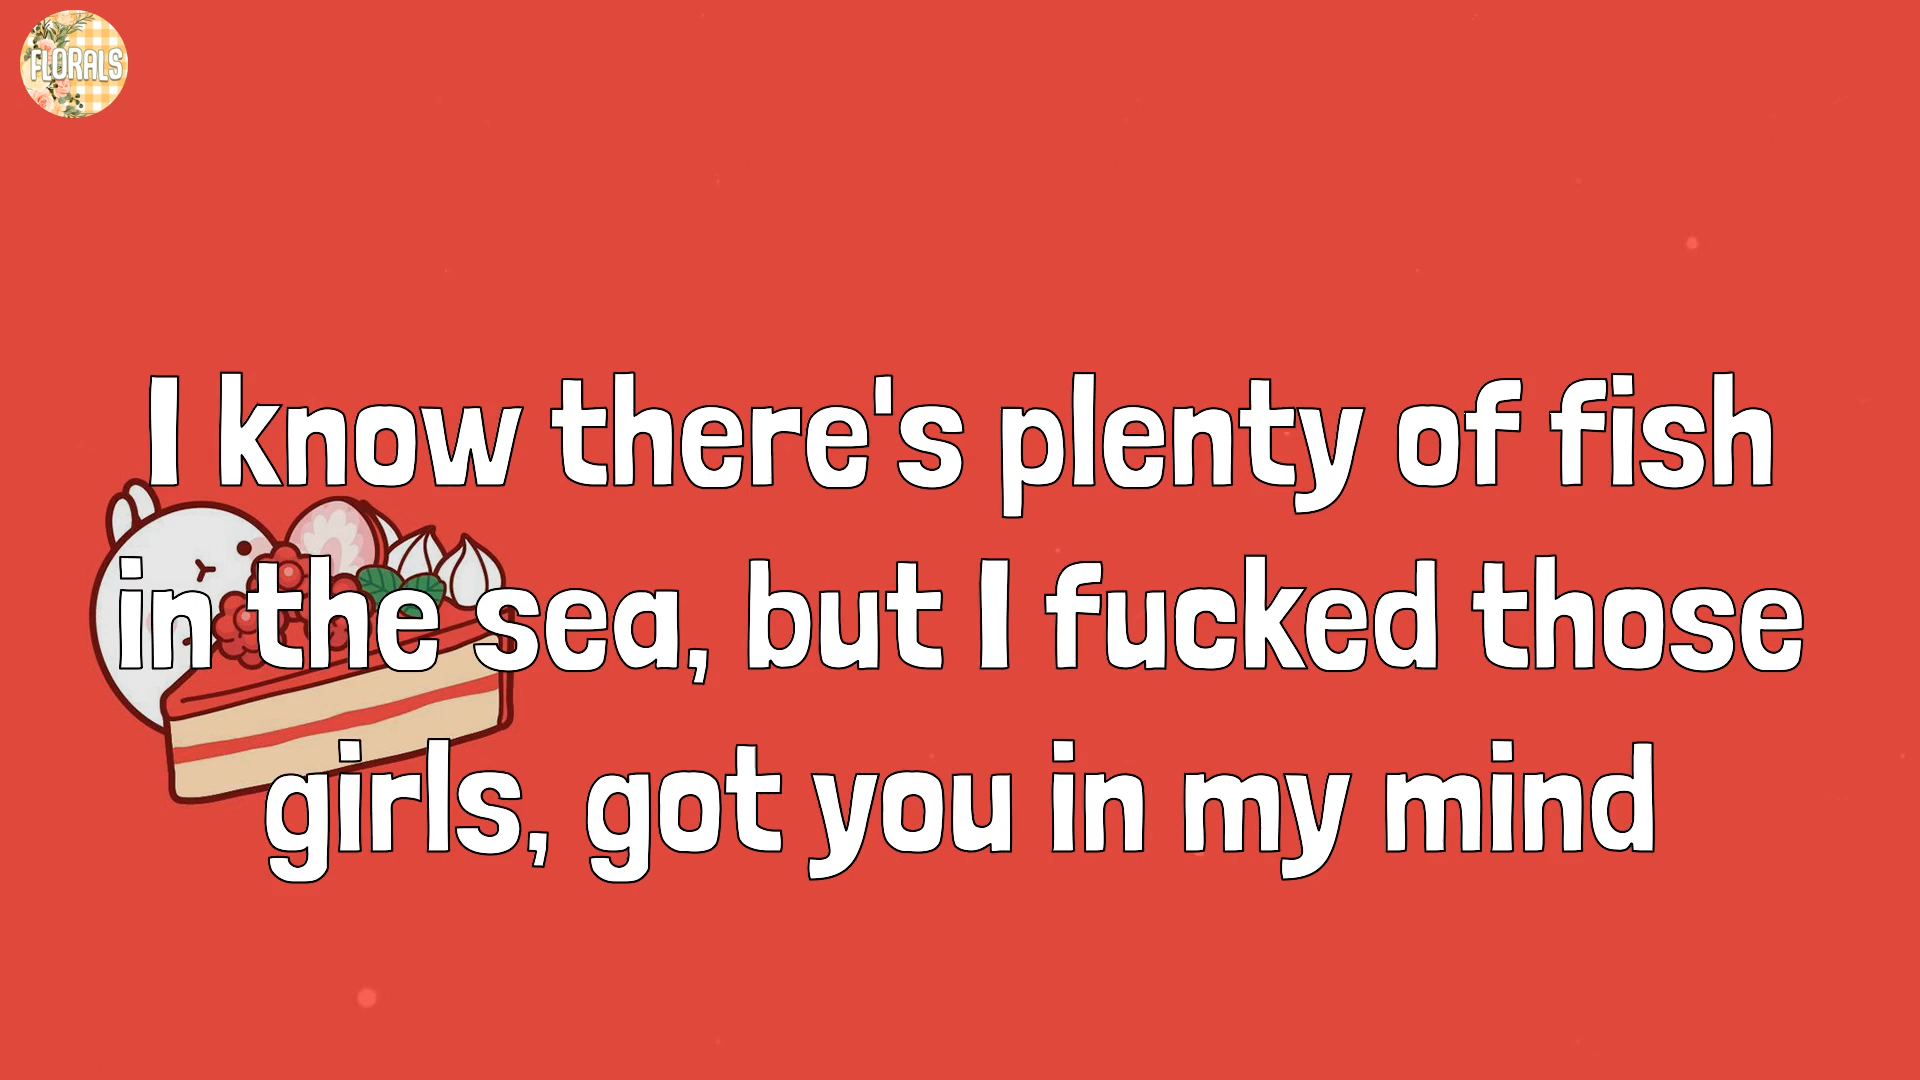 FLORALS
I know there's plenty of fish
in the sea, but I fucked those
girls, got you in my mind